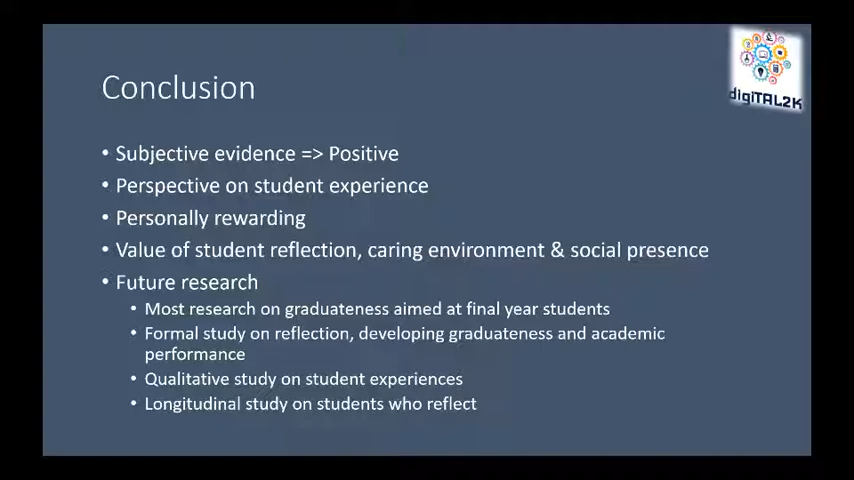 Conclusion
digiTAL2K
• Subjective evidence => Positive
• Perspective on student experience
• Personally rewarding
• Value of student reflection, caring environment & social presence
• Future research
• Most research on graduateness aimed at final year students
• Formal study on reflection, developing graduateness and academic
performance
• Qualitative study on student experiences
• Longitudinal study on students who reflect